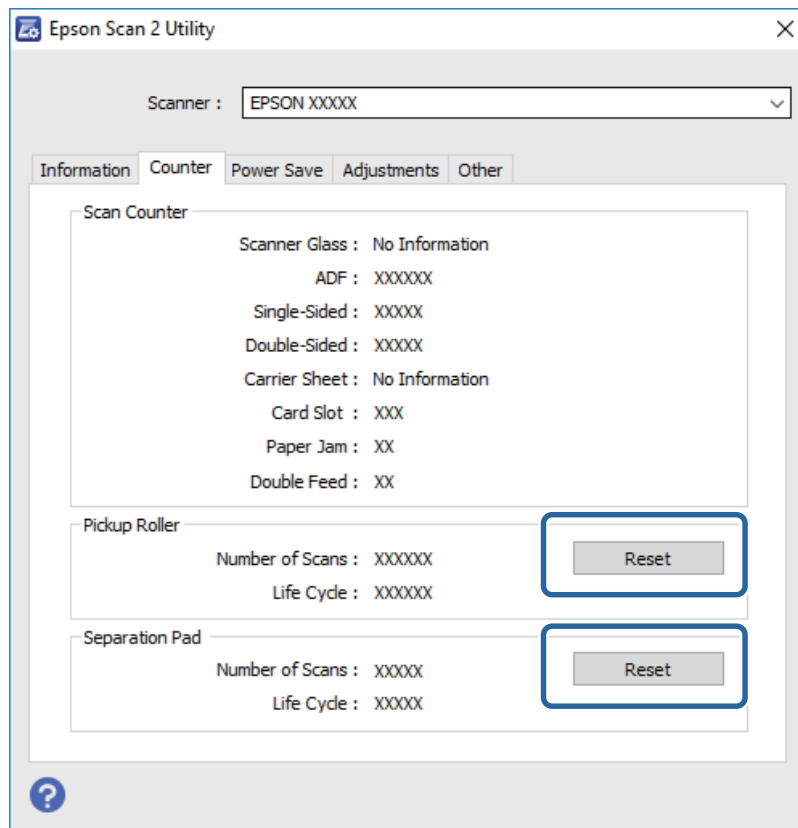 Epson Scan 2 Utility
Scanner : EPSON XXXXX
Information Counter Power Save Adjustments Other
Scan Counter
Scanner Glass : No Information
ADF : XXXXXX
Single-Sided : XXXXX
Double-Sided : XXXXX
Carrier Sheet : No Information
Card Slot : XXX
Paper Jam : XX
Double Feed : XX
Pickup Roller
Number of Scans : XXXXXX Reset
Life Cycle : XXXXXX
Separation Pad
Number of Scans : XXXXX Reset
Life Cycle : XXXXX
?